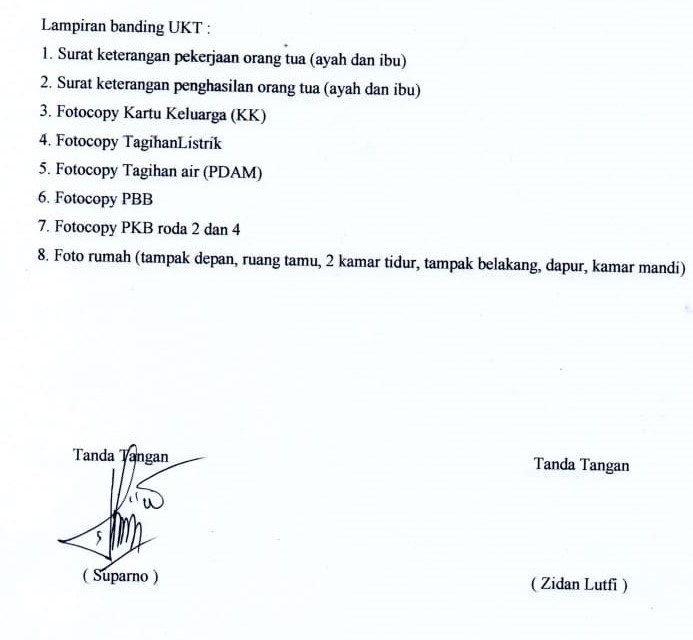 Lampiran banding UKT :
1. Surat keterangan pekerjaan orang tua (ayah dan ibu)
2. Surat keterangan penghasilan orang tua (ayah dan ibu)
3. Fotocopy Kartu Keluarga (KK)
4. Fotocopy TagihanListrik
5. Fotocopy Tagihan air (PDAM)
6. Fotocopy PBB
7. Fotocopy PKB roda 2 dan 4
8. Foto rumah (tampak depan, ruang tamu, 2 kamar tidur, tampak belakang, dapur, kamar mandi)
Tanda Tangan
Tanda Tangan
( Suparno )
( Zidan Lutfi )